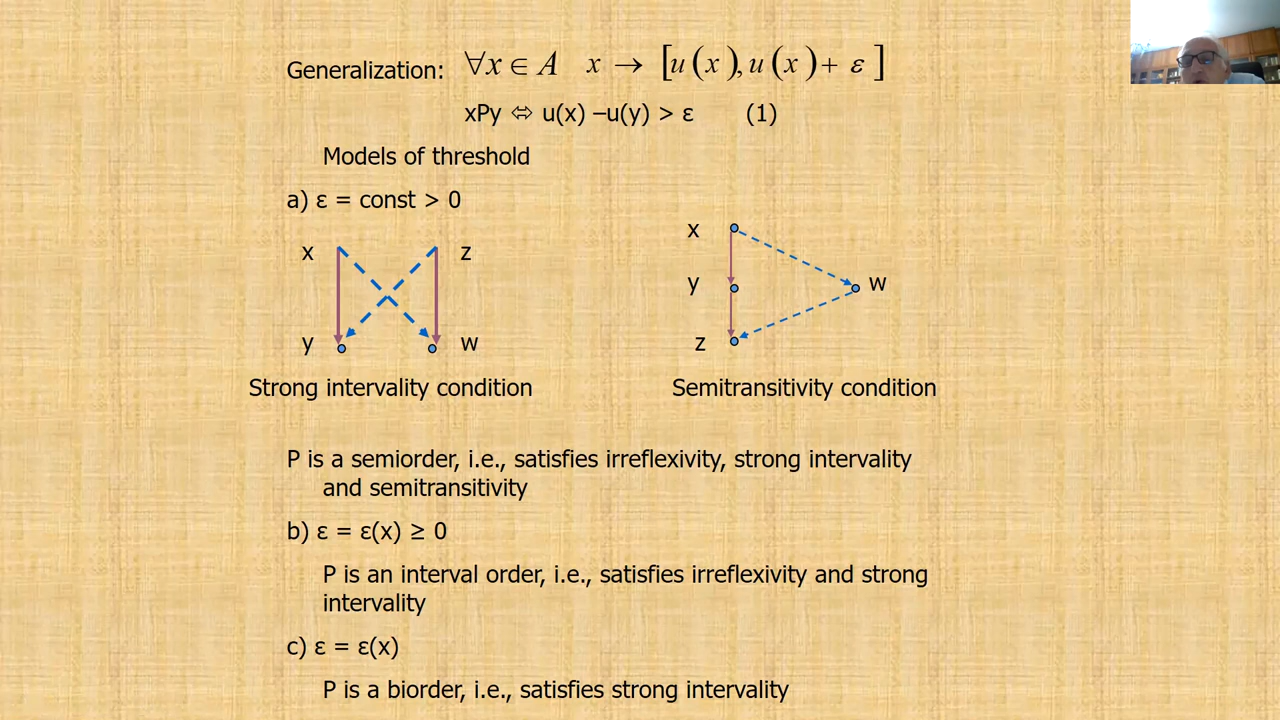 Generalization: ∀x ∈ A x → [u(x), u(x) + ε]
xPy ⇔ u(x) –u(y) > ε (1)
Models of threshold
a) ε = const > 0
x z
y w
x
y w
z
Strong intervality condition
Semitransitivity condition
P is a semiorder, i.e., satisfies irreflexivity, strong intervality
and semitransitivity
b) ε = ε(x) ≥ 0
P is an interval order, i.e., satisfies irreflexivity and strong
intervality
c) ε = ε(x)
P is a biorder, i.e., satisfies strong intervality